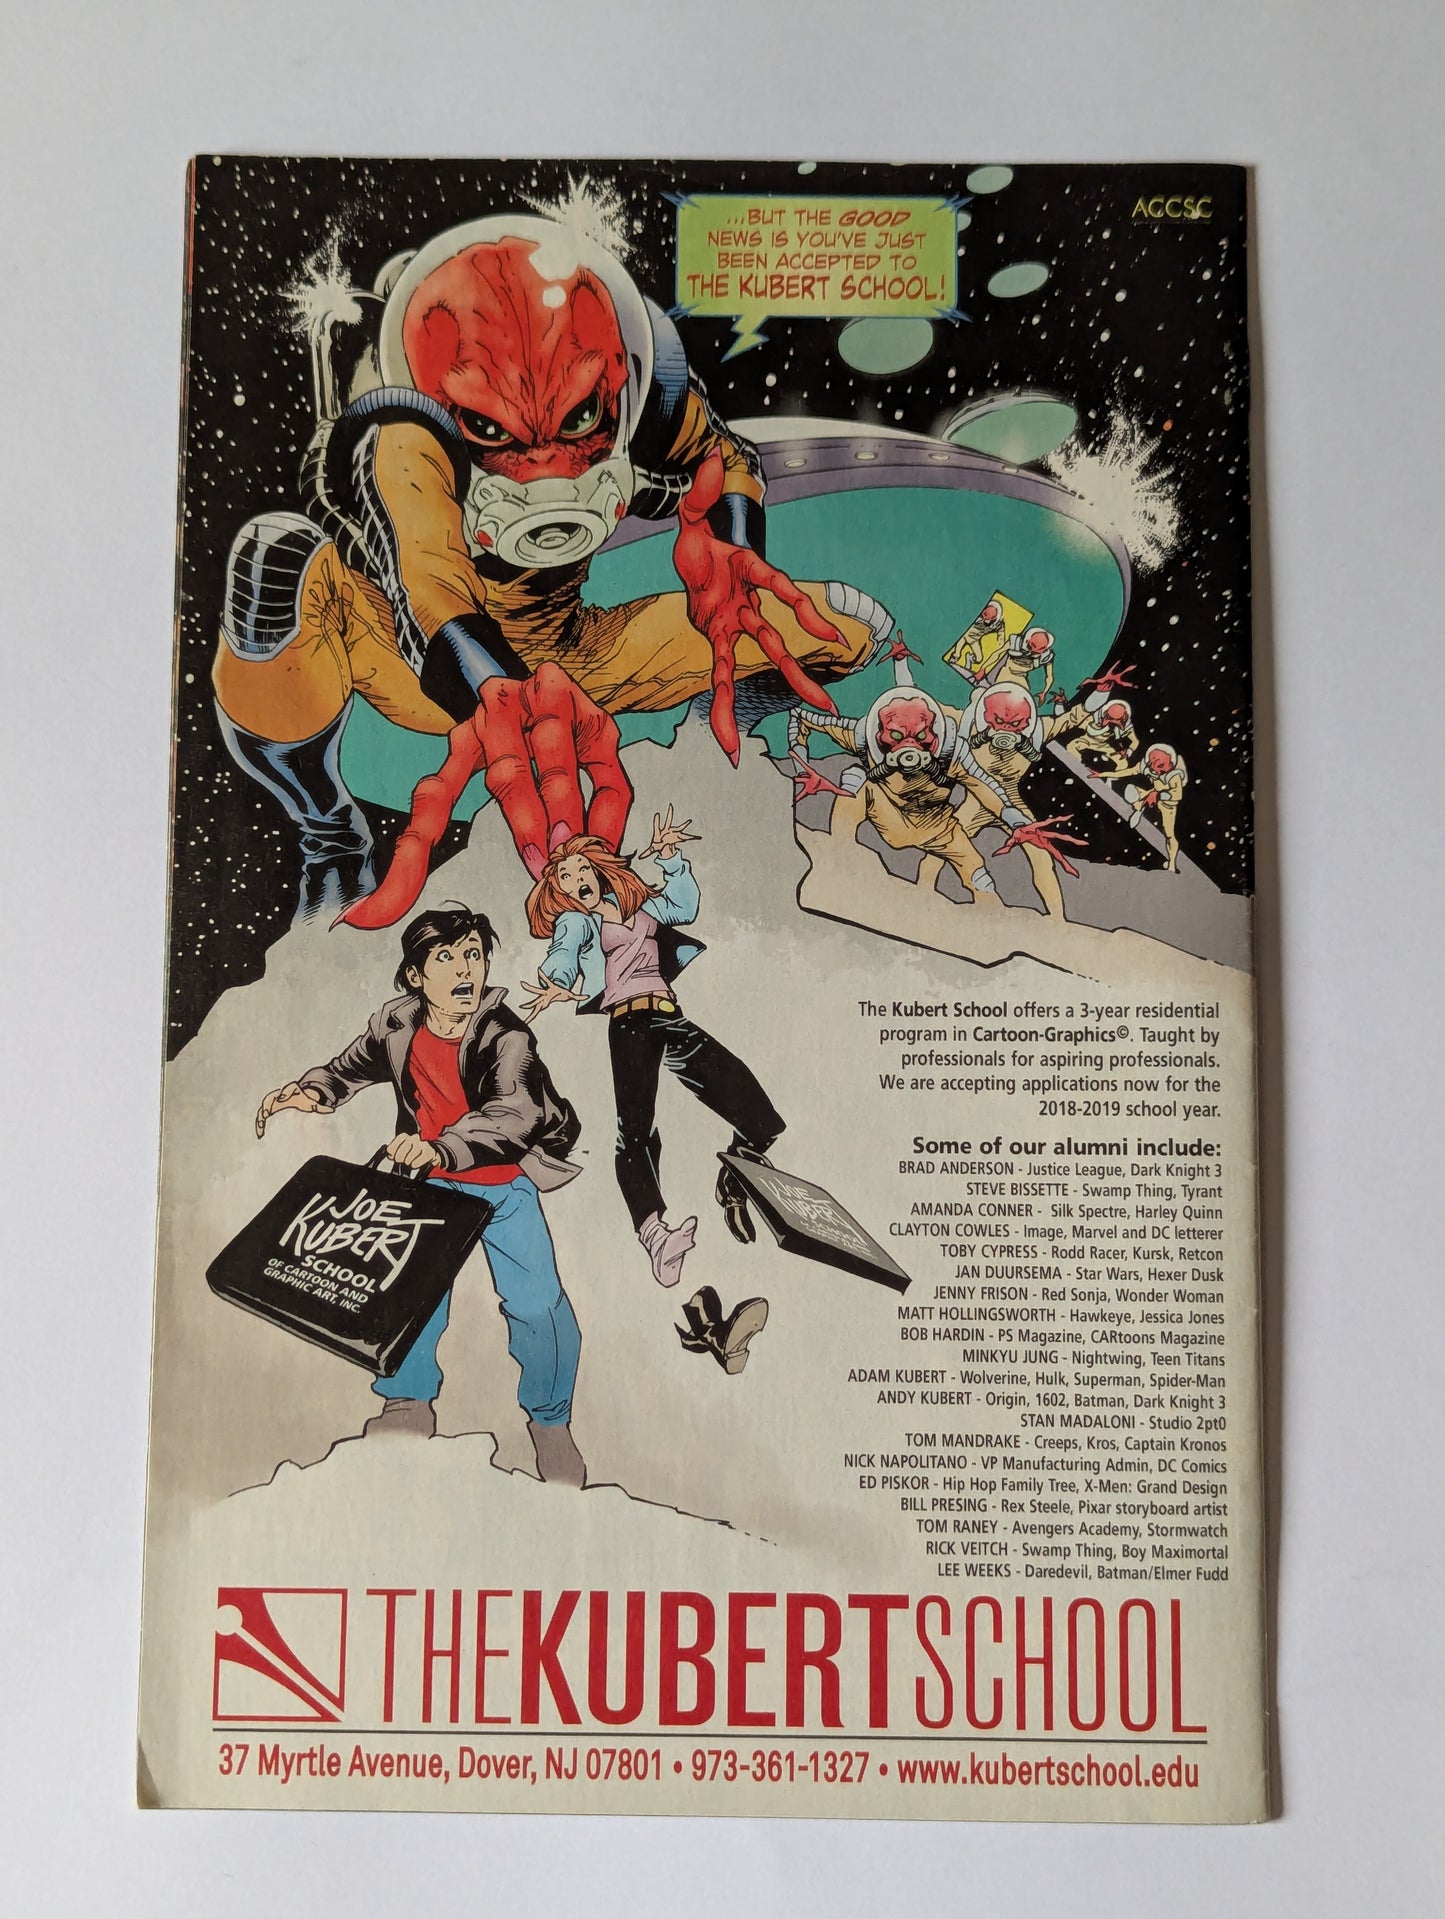 ...BUT THE GOOD
NEWS IS YOU'VE JUST
BEEN ACCEPTED TO
THE KUBERT SCHOOL!
ACCSC
The Kubert School offers a 3-year residential
program in Cartoon-Graphics©. Taught by
professionals for aspiring professionals.
We are accepting applications now for the
2018-2019 school year.
Some of our alumni include:
BRAD ANDERSON - Justice League, Dark Knight 3
STEVE BISSETTE - Swamp Thing, Tyrant
AMANDA CONNER - Silk Spectre, Harley Quinn
CLAYTON COWLES - Image, Marvel and DC letterer
TOBY CYPRESS - Rodd Racer, Kursk, Retcon
JAN DUURSEMA - Star Wars, Hexer Dusk
JENNY FRISON - Red Sonja, Wonder Woman
MATT HOLLINGSWORTH - Hawkeye, Jessica Jones
BOB HARDIN - PS Magazine, CARtoons Magazine
MINKYU JUNG - Nightwing, Teen Titans
ADAM KUBERT - Wolverine, Hulk, Superman, Spider-Man
ANDY KUBERT - Origin, 1602, Batman, Dark Knight 3
STAN MADALONI - Studio 2pt0
TOM MANDRAKE - Creeps, Kros, Captain Kronos
NICK NAPOLITANO - VP Manufacturing Admin, DC Comics
ED PISKOR - Hip Hop Family Tree, X-Men: Grand Design
BILL PRESING - Rex Steele, Pixar storyboard artist
TOM RANEY - Avengers Academy, Stormwatch
RICK VEITCH - Swamp Thing, Boy Maximortal
LEE WEEKS - Daredevil, Batman/Elmer Fudd
JOE
KUBERT
SCHOOL
OF CARTOON AND
GRAPHIC ART, INC.
JOE
KUBERT
SCHOOL
THEKUBERTSCHOOL
37 Myrtle Avenue, Dover, NJ 07801 • 973-361-1327 • www.kubertschool.edu